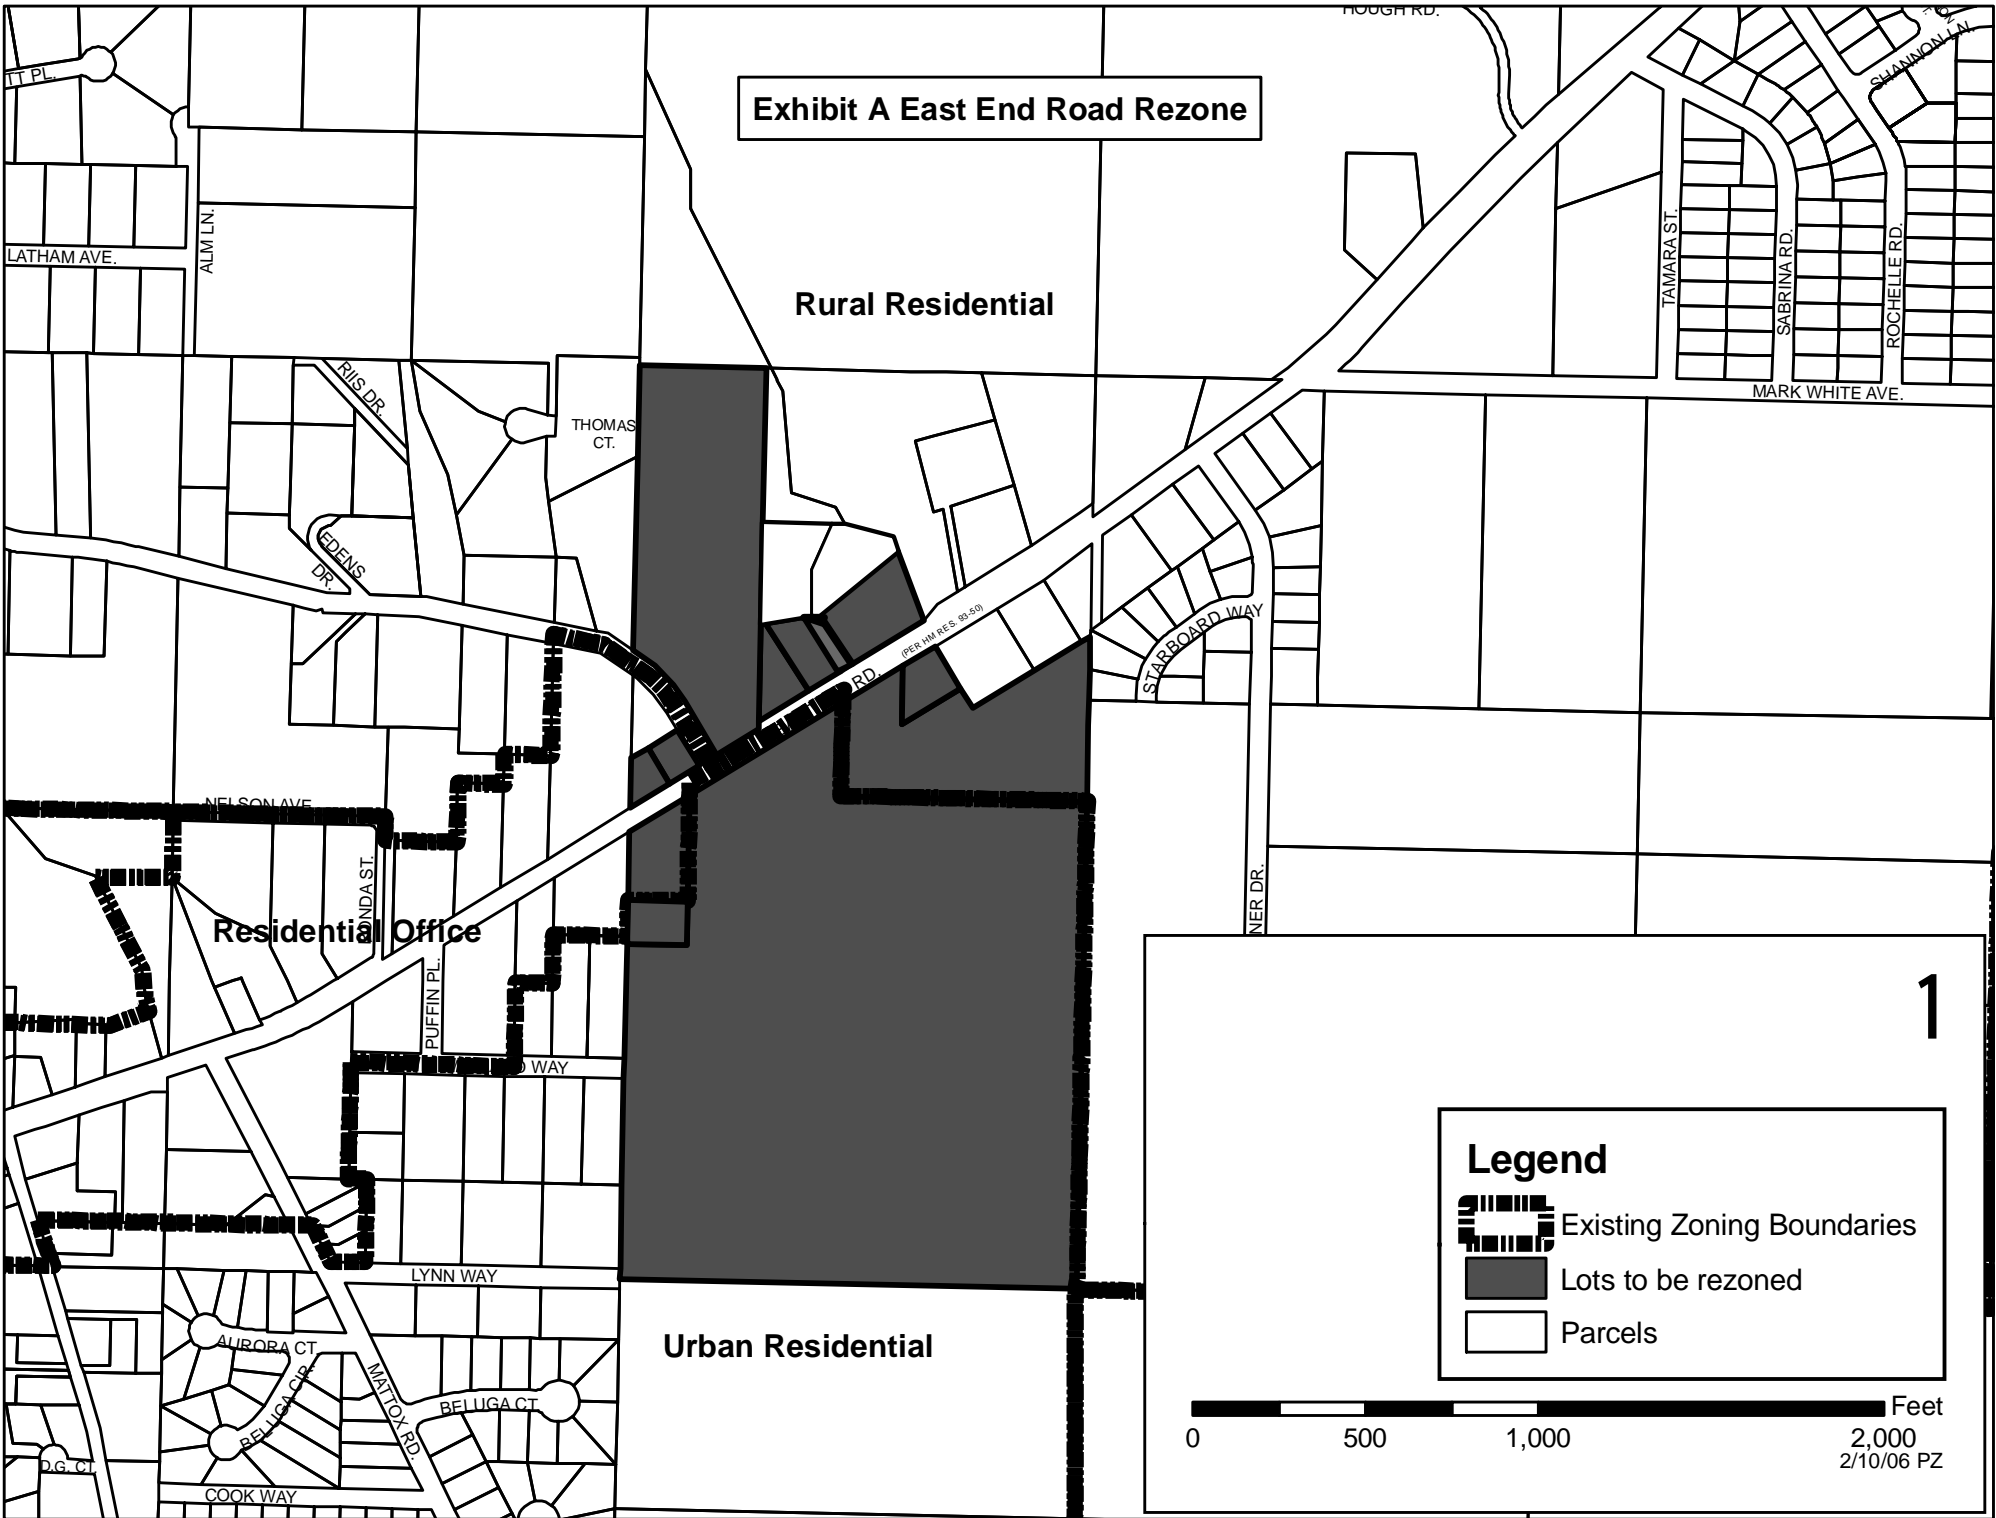 HOUGH RD.
SHANNON LN.
TT PL.
Exhibit A East End Road Rezone
ALM LN.
LATHAM AVE.
TAMARA ST.
SABRINA RD.
ROCHELLE RD.
Rural Residential
RIIS DR.
MARK WHITE AVE.
THOMAS
CT.
EDENS
DR.
(PER HM RES. 93-50)
RD.
STARBOARD WAY
NELSON AVE
RONDA ST.
NER DR.
Residential Office
PUFFIN PL.
D WAY
1
Legend
Existing Zoning Boundaries
Lots to be rezoned
Parcels
LYNN WAY
AURORA CT.
Urban Residential
BELUGA CIR.
MATTOX RD.
BELUGA CT
Feet
0 500 1,000 2,000
2/10/06 PZ
D.G. CT.
COOK WAY